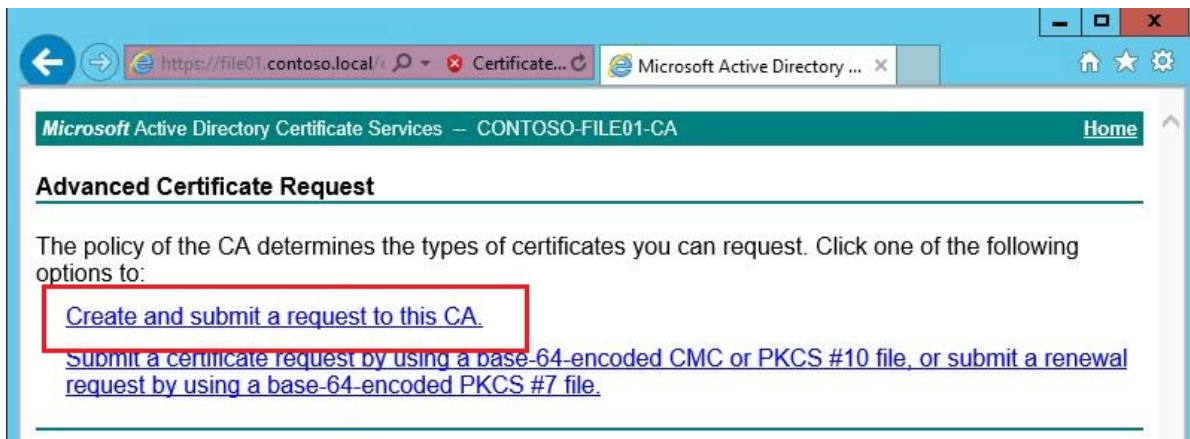 https://file01.contoso.local/ Certificate... Microsoft Active Directory ...
Microsoft Active Directory Certificate Services – CONTOSO-FILE01-CA Home
Advanced Certificate Request
The policy of the CA determines the types of certificates you can request. Click one of the following
options to:
Create and submit a request to this CA.
Submit a certificate request by using a base-64-encoded CMC or PKCS #10 file, or submit a renewal
request by using a base-64-encoded PKCS #7 file.